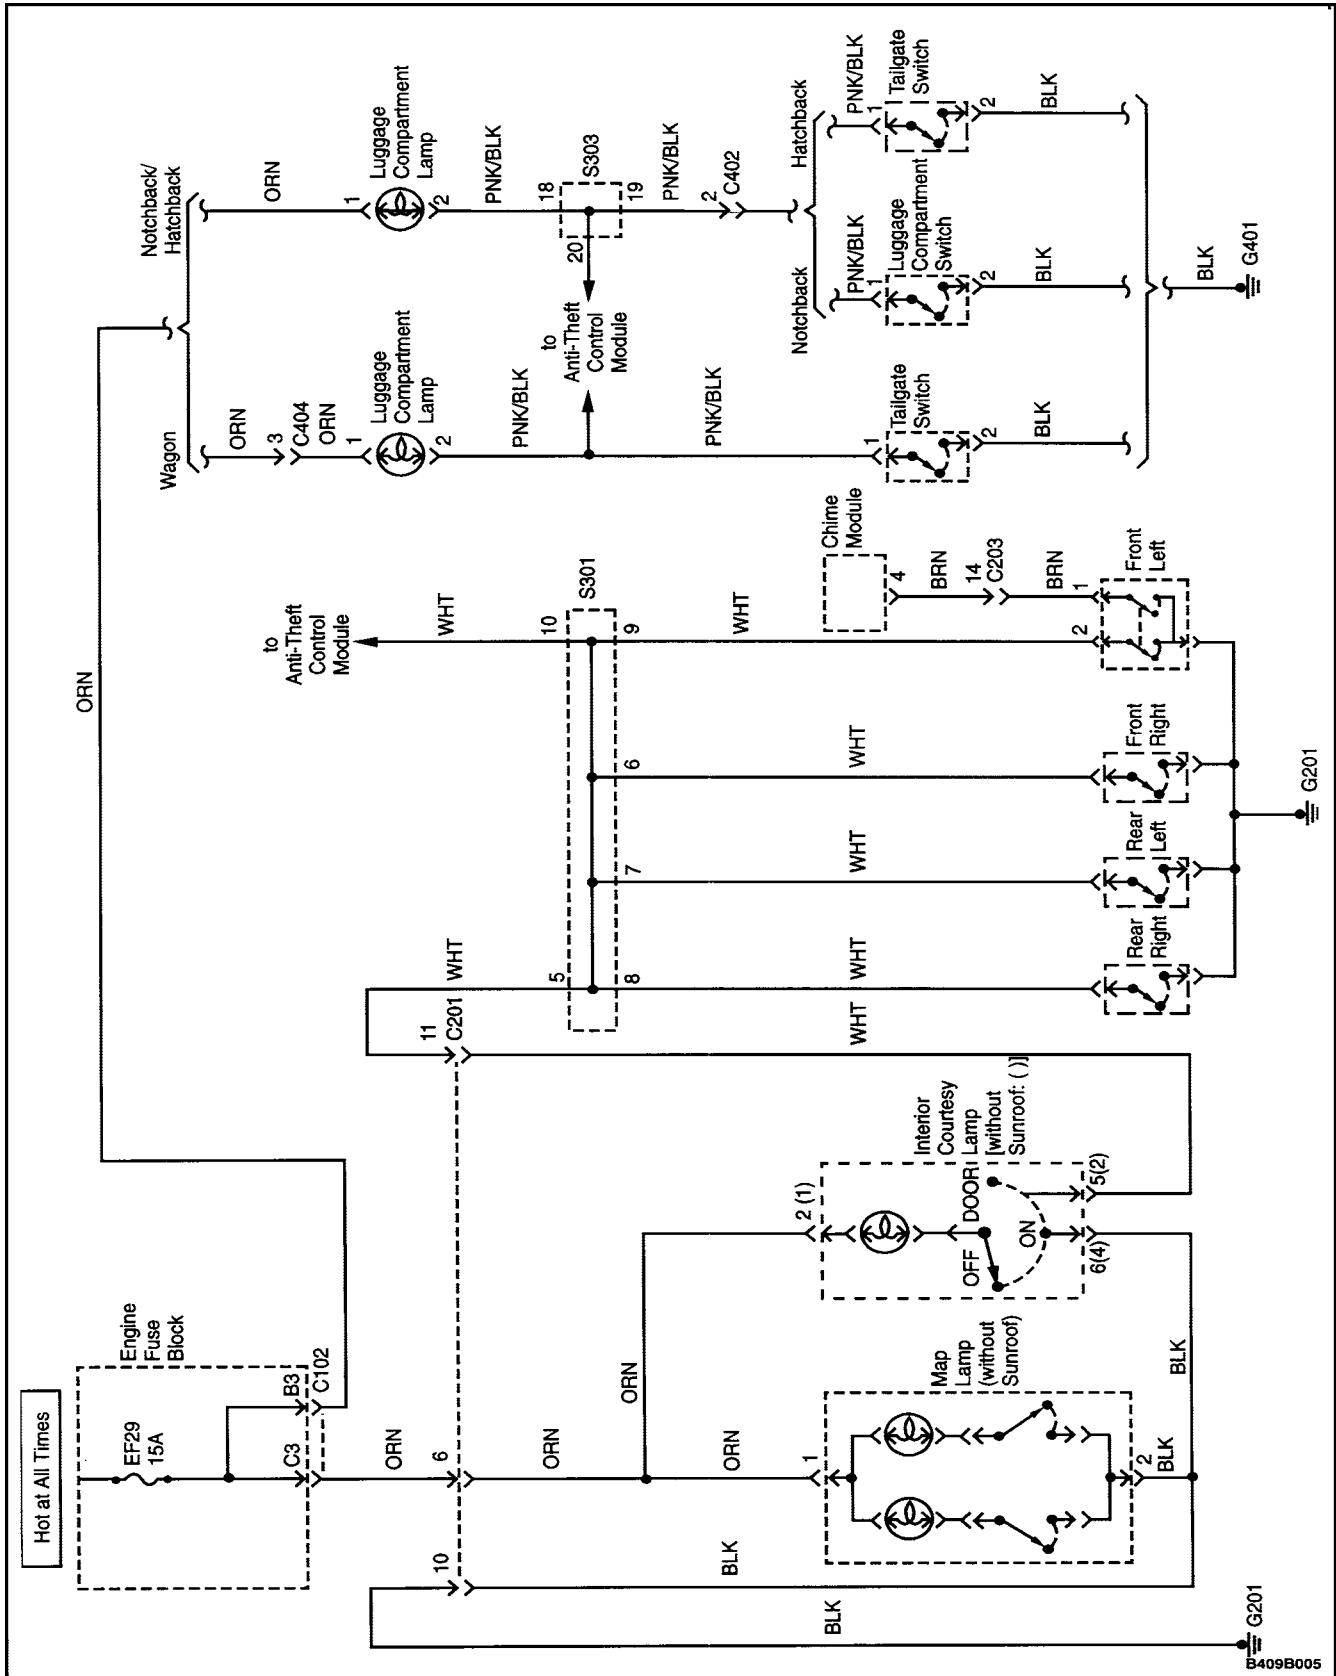 Hot at All Times
Engine
Fuse
Block
EF29
15A
C3
B3
C102
ORN
ORN
6
10
11
C201
ORN
ORN
ORN
BLK
BLK
1
Map
Lamp
(without
Sunroof)
2
BLK
BLK
G201
2 (1)
Interior
Courtesy
Lamp
[without
Sunroof: ( )]
DOOR
OFF
ON
6(4)
5(2)
WHT
WHT
5
S301
10
WHT
to
Anti-Theft
Control
Module
8
7
6
9
WHT
WHT
WHT
WHT
Rear
Right
Rear
Left
Front
Right
Front
Left
2
1
Chime
Module
4
BRN
14
C203
BRN
G201
Wagon
ORN
3
C404
ORN
1
Luggage
Compartment
Lamp
2
PNK/BLK
PNK/BLK
1
Tailgate
Switch
2
BLK
to
Anti-Theft
Control
Module
Notchback/
Hatchback
ORN
1
Luggage
Compartment
Lamp
2
PNK/BLK
18
S303
20
19
PNK/BLK
2
C402
Notchback
PNK/BLK
1
Luggage
Compartment
Switch
2
BLK
Hatchback
PNK/BLK
1
Tailgate
Switch
2
BLK
BLK
G401
B409B005